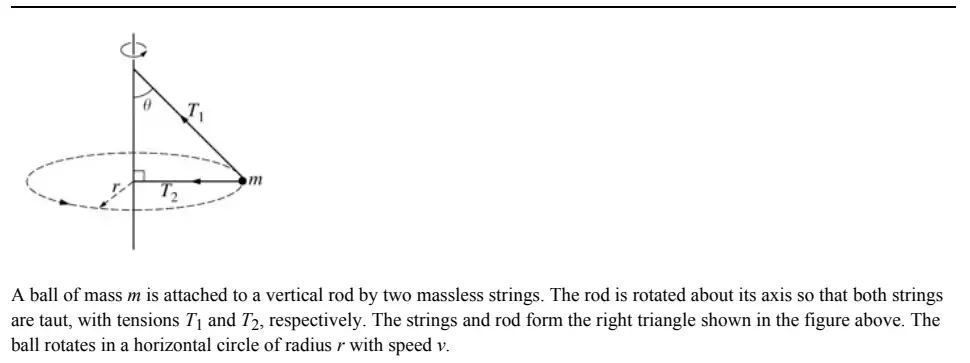 θ
T1
r
T2
m
A ball of mass m is attached to a vertical rod by two massless strings. The rod is rotated about its axis so that both strings
are taut, with tensions T1 and T2, respectively. The strings and rod form the right triangle shown in the figure above. The
ball rotates in a horizontal circle of radius r with speed v.